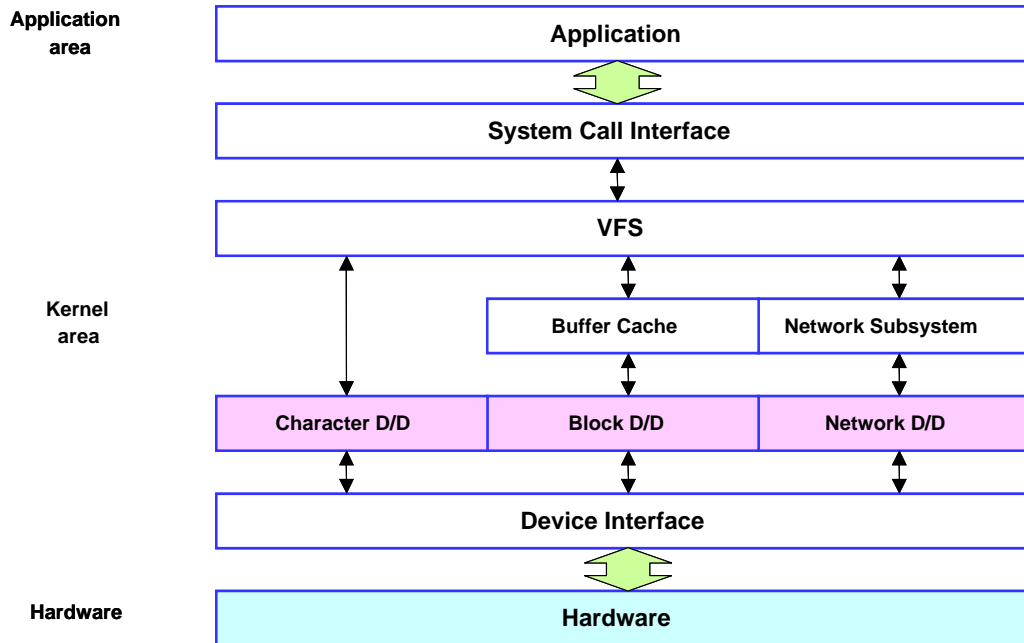 Application
area
Application
System Call Interface
VFS
Kernel
area
Buffer Cache
Network Subsystem
Character D/D
Block D/D
Network D/D
Device Interface
Hardware
Hardware